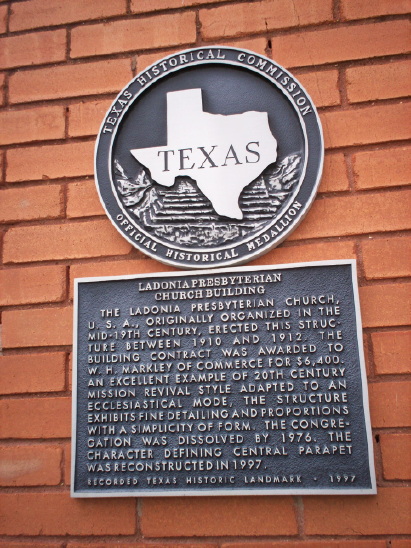 TEXAS HISTORICAL COMMISSION
TEXAS
OFFICIAL HISTORICAL MEDALLION
LADONIA PRESBYTERIAN
CHURCH BUILDING
THE LADONIA PRESBYTERIAN CHURCH,
U. S. A., ORIGINALLY ORGANIZED IN THE
MID-19TH CENTURY, ERECTED THIS STRUC-
TURE BETWEEN 1910 AND 1912. THE
BUILDING CONTRACT WAS AWARDED TO
W. H. MARKLEY OF COMMERCE FOR $6,400.
AN EXCELLENT EXAMPLE OF 20TH CENTURY
MISSION REVIVAL STYLE ADAPTED TO AN
ECCLESIASTICAL MODE, THE STRUCTURE
EXHIBITS FINE DETAILING AND PROPORTIONS
WITH A SIMPLICITY OF FORM. THE CONGRE-
GATION WAS DISSOLVED BY 1976. THE
CHARACTER DEFINING CENTRAL PARAPET
WAS RECONSTRUCTED IN 1997.
RECORDED TEXAS HISTORIC LANDMARK - 1997